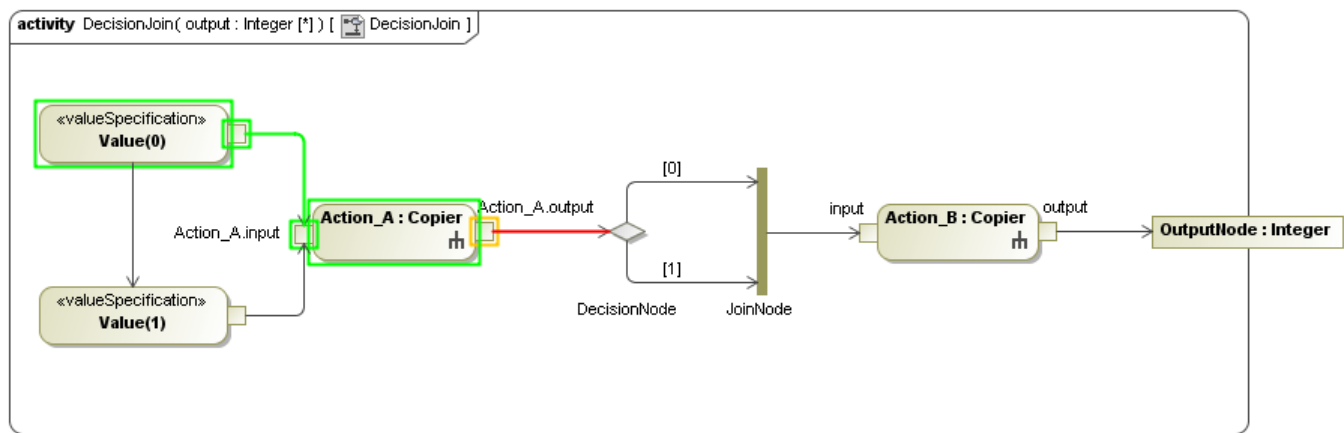 activity DecisionJoin( output : Integer [*] ) [ DecisionJoin ]
«valueSpecification»
Value(0)
[0]
Action_A : Copier
Action_A.output
input
Action_B : Copier
output
Action_A.input
OutputNode : Integer
[1]
«valueSpecification»
Value(1)
DecisionNode
JoinNode